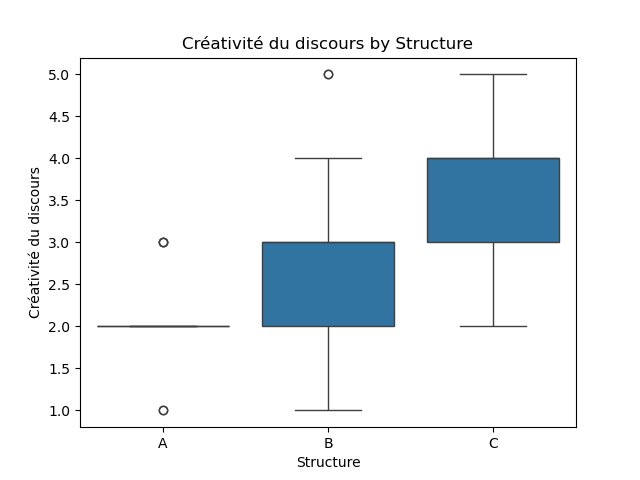 Créativité du discours by Structure
5.0
4.5
4.0
3.5
3.0
2.5
2.0
1.5
1.0
Créativité du discours
A B C
Structure